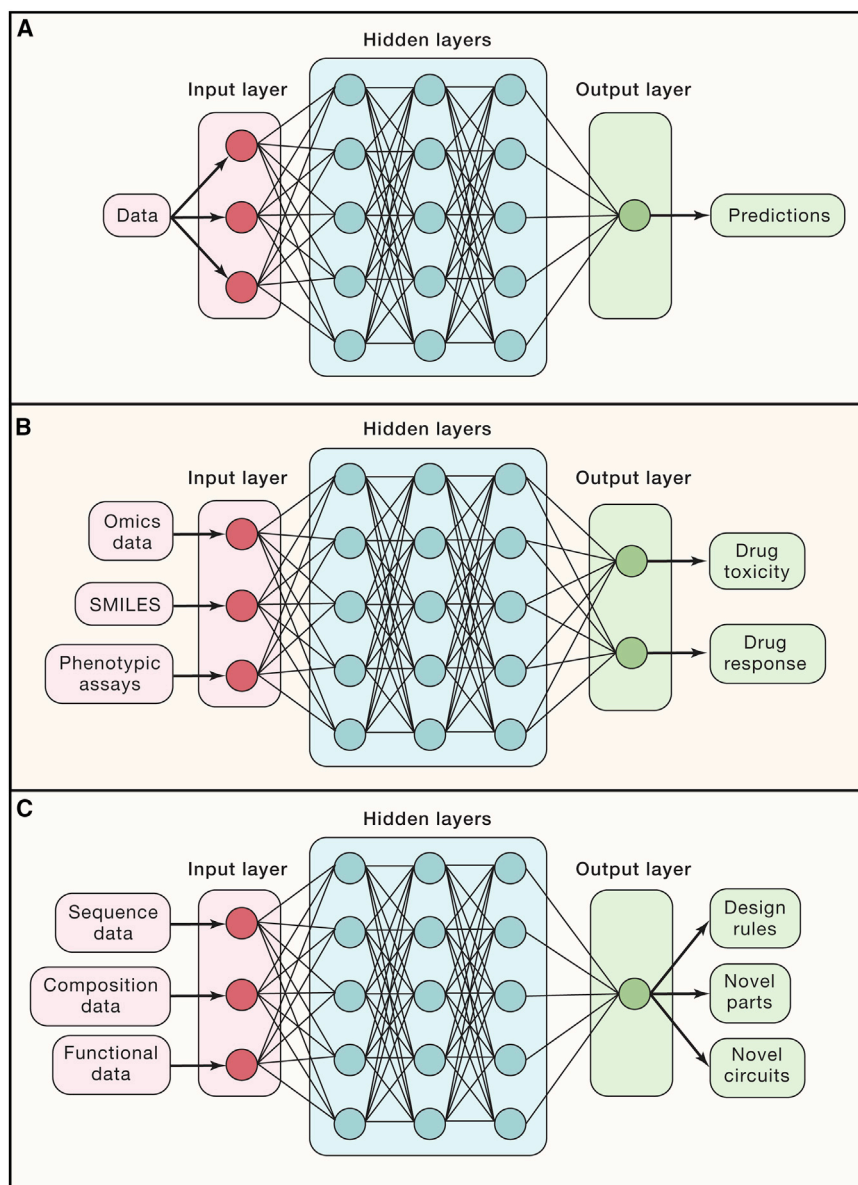 A
Hidden layers
Input layer
Output layer
Data
Predictions
B
Hidden layers
Input layer
Output layer
Omics
data
SMILES
Phenotypic
assays
Drug
toxicity
Drug
response
C
Hidden layers
Input layer
Output layer
Sequence
data
Composition
data
Functional
data
Design
rules
Novel
parts
Novel
circuits